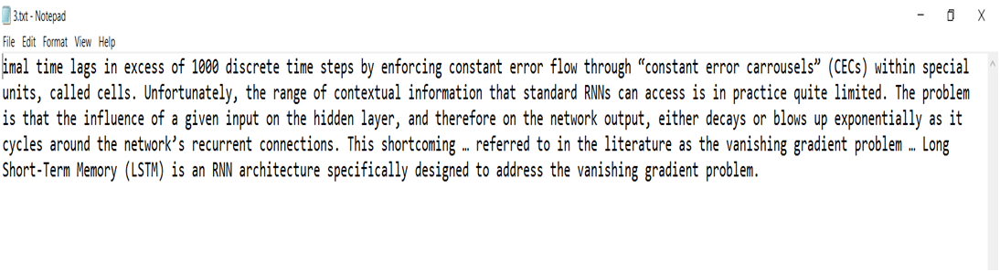 3.txt - Notepad
File Edit Format View Help
imal time lags in excess of 1000 discrete time steps by enforcing constant error flow through “constant error carrousels” (CECs) within special
units, called cells. Unfortunately, the range of contextual information that standard RNNs can access is in practice quite limited. The problem
is that the influence of a given input on the hidden layer, and therefore on the network output, either decays or blows up exponentially as it
cycles around the network’s recurrent connections. This shortcoming … referred to in the literature as the vanishing gradient problem … Long
Short-Term Memory (LSTM) is an RNN architecture specifically designed to address the vanishing gradient problem.